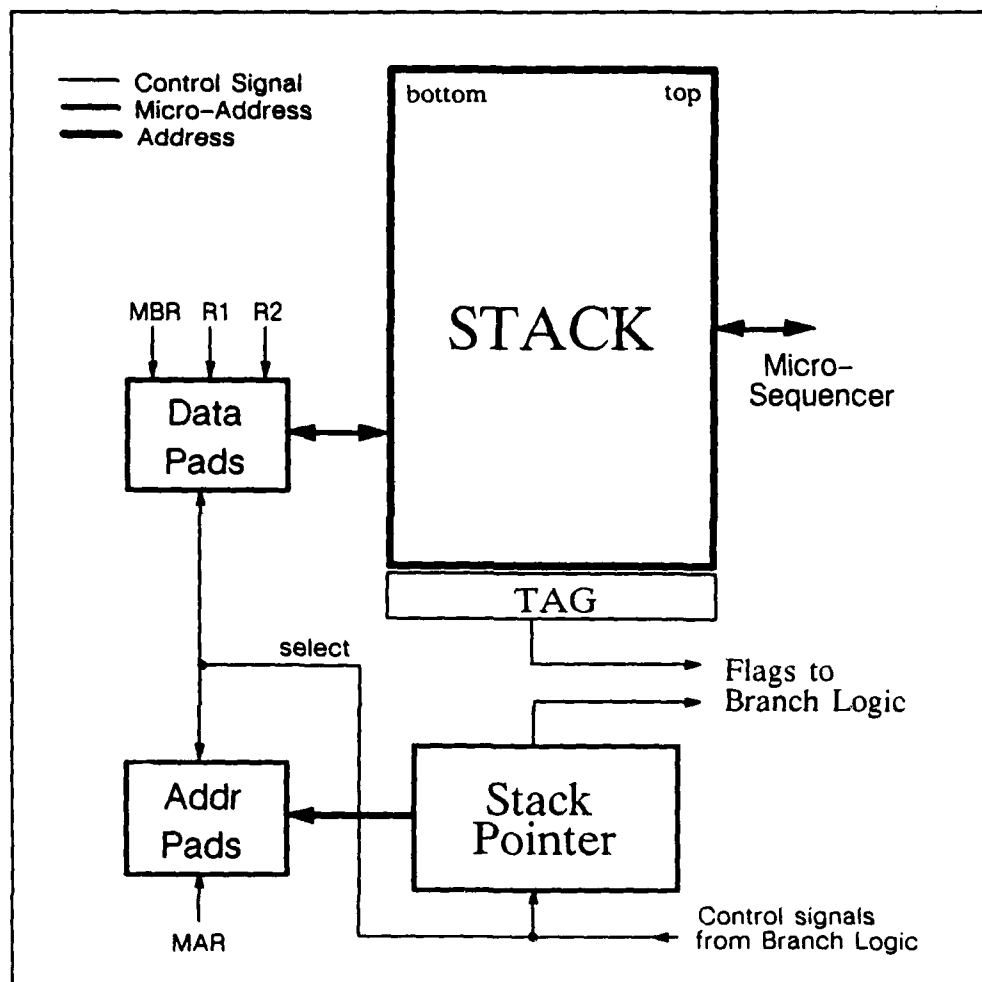 Control Signal
Micro-Address
Address
bottom top
STACK
MBR R1 R2
Micro-
Sequencer
Data
Pads
TAG
select
Flags to
Branch Logic
Addr
Pads
Stack
Pointer
MAR
Control signals
from Branch Logic